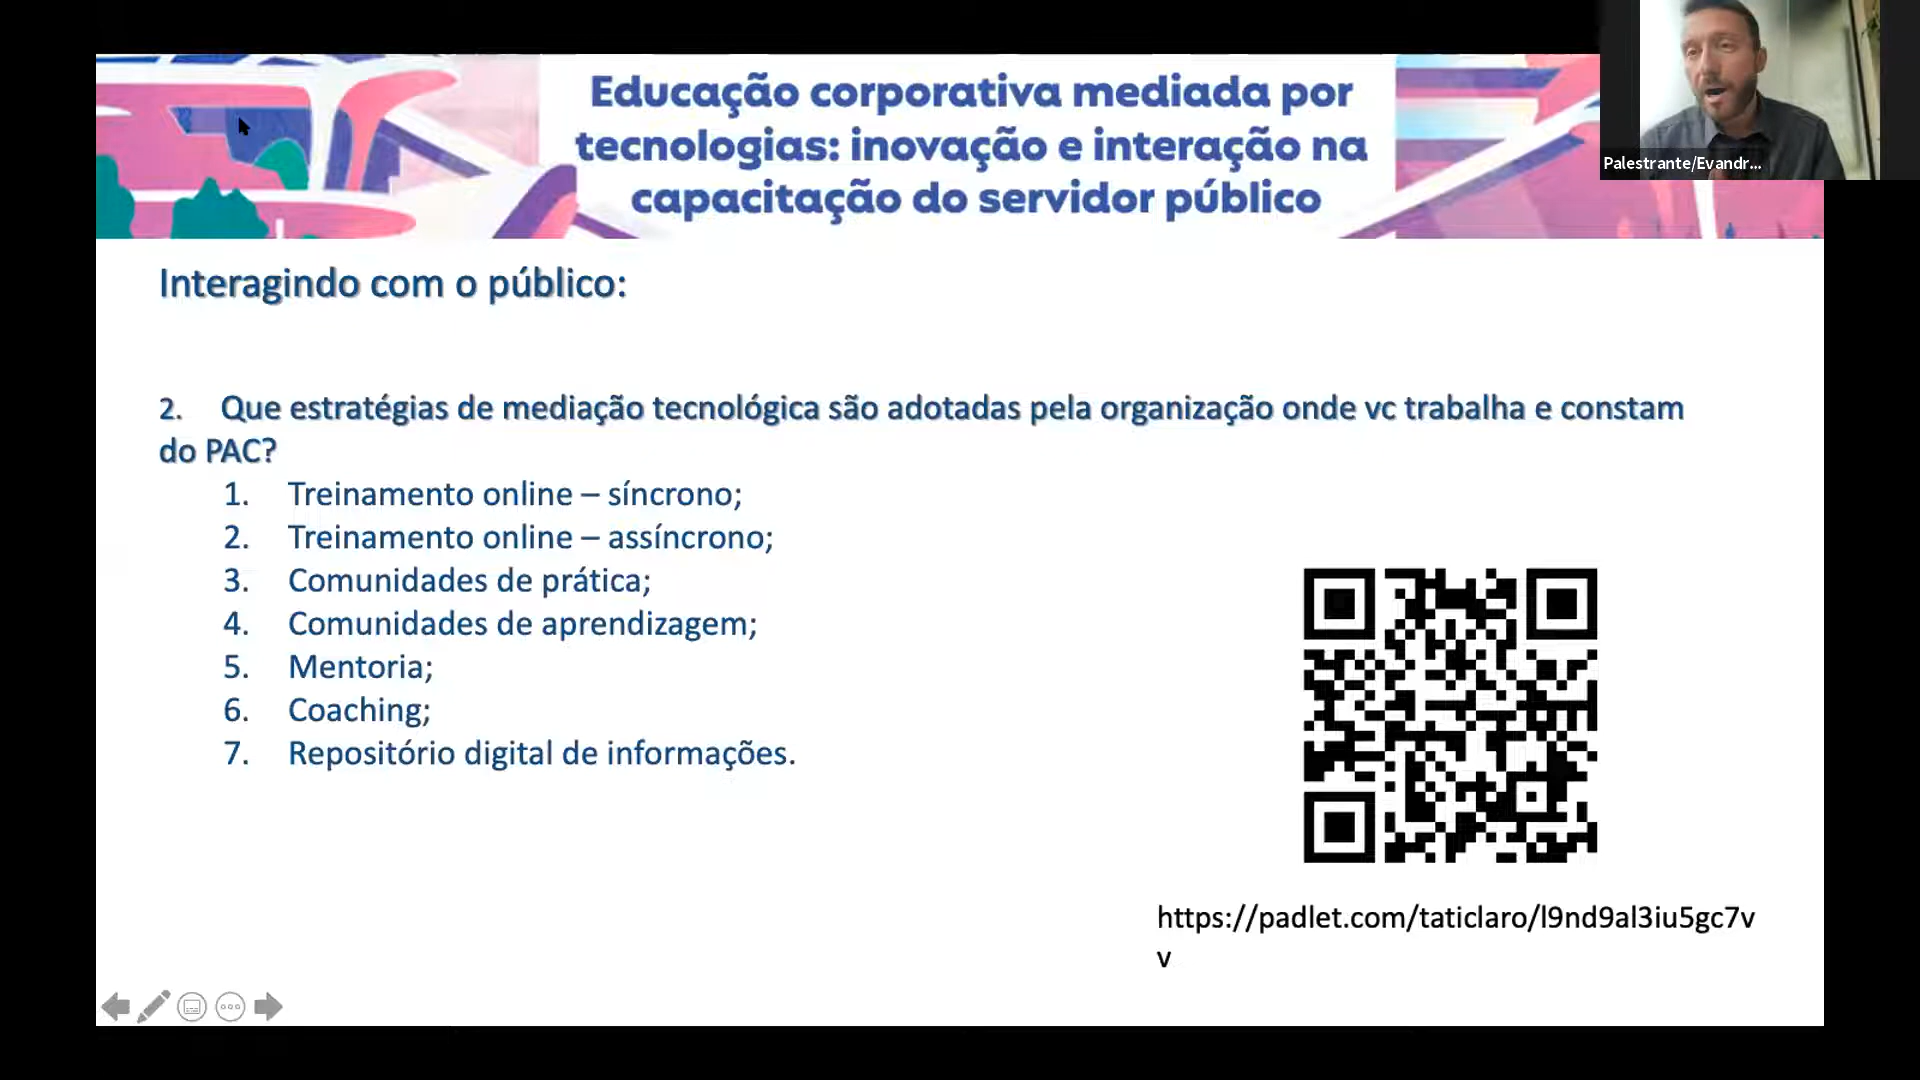 Educação corporativa mediada por
tecnologias: inovação e interação na
capacitação do servidor público
Palestrante/Evandr...
Interagindo com o público:
2. Que estratégias de mediação tecnológica são adotadas pela organização onde vc trabalha e constam
do PAC?
1. Treinamento online – síncrono;
2. Treinamento online – assíncrono;
3. Comunidades de prática;
4. Comunidades de aprendizagem;
5. Mentoria;
6. Coaching;
7. Repositório digital de informações.
https://padlet.com/taticlaro/l9nd9al3iu5gc7v
v